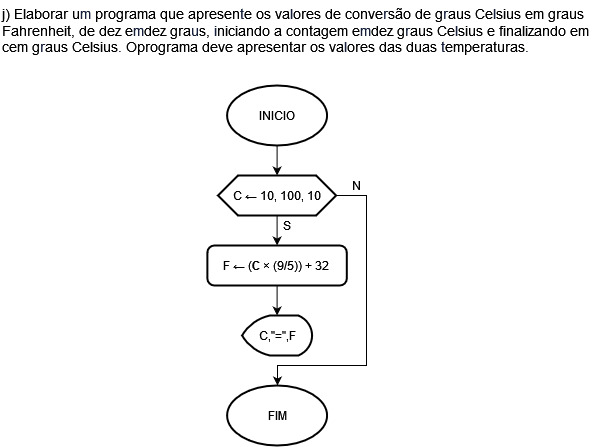 j) Elaborar um programa que apresente os valores de conversão de graus Celsius em graus
Fahrenheit, de dez emdez graus, iniciando a contagem emdez graus Celsius e finalizando em
cem graus Celsius. Oprograma deve apresentar os valores das duas temperaturas.
INICIO
C ← 10, 100, 10
N
S
F ← (C × (9/5)) + 32
C,"=",F
FIM